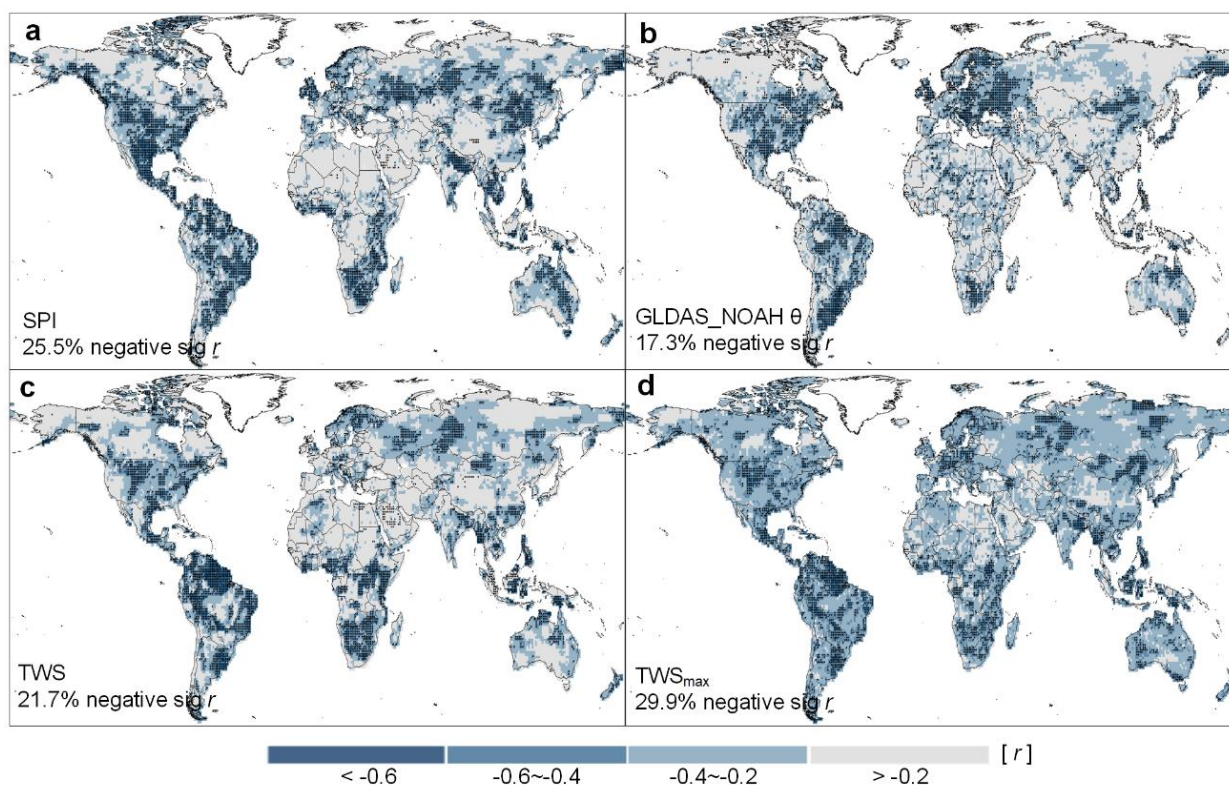 a
SPI
25.5% negative sig r
b
GLDAS_NOAH θ
17.3% negative sig r
c
TWS
21.7% negative sig r
d
TWSmax
29.9% negative sig r
[ r ]
< -0.6
-0.6~-0.4
-0.4~-0.2
> -0.2